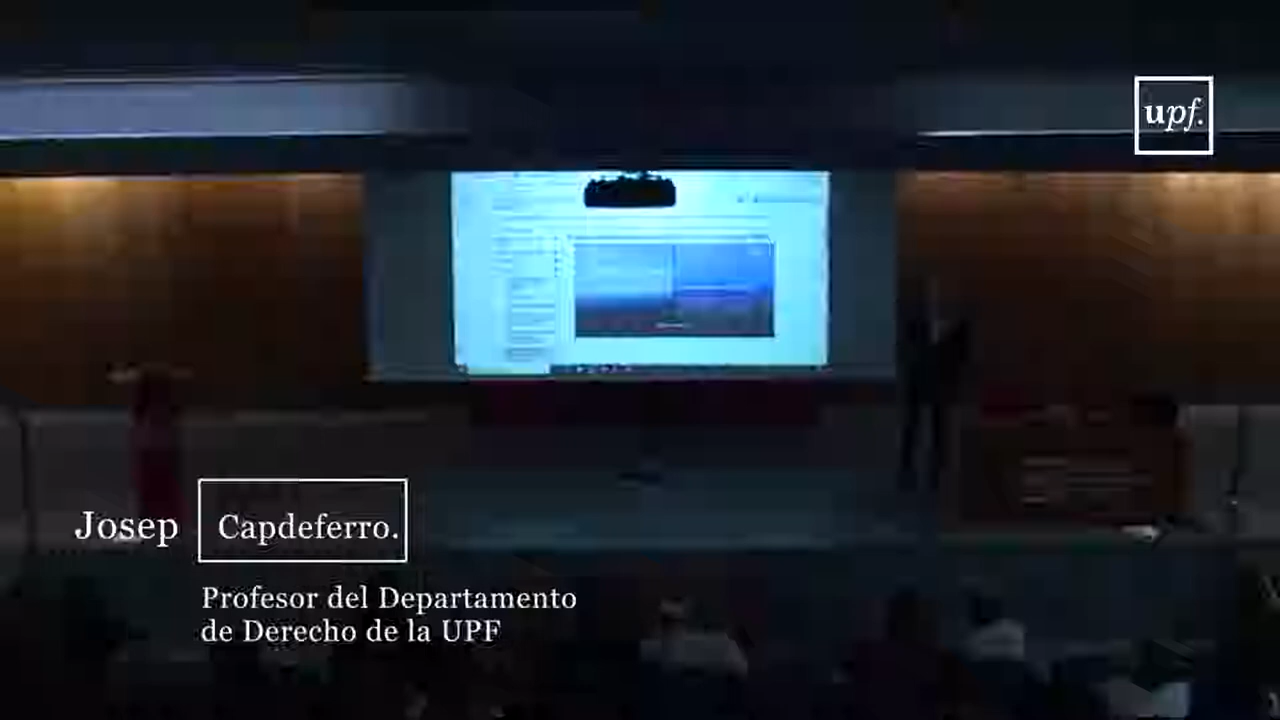 upf.
Josep Capdeferro.
Profesor del Departamento
de Derecho de la UPF